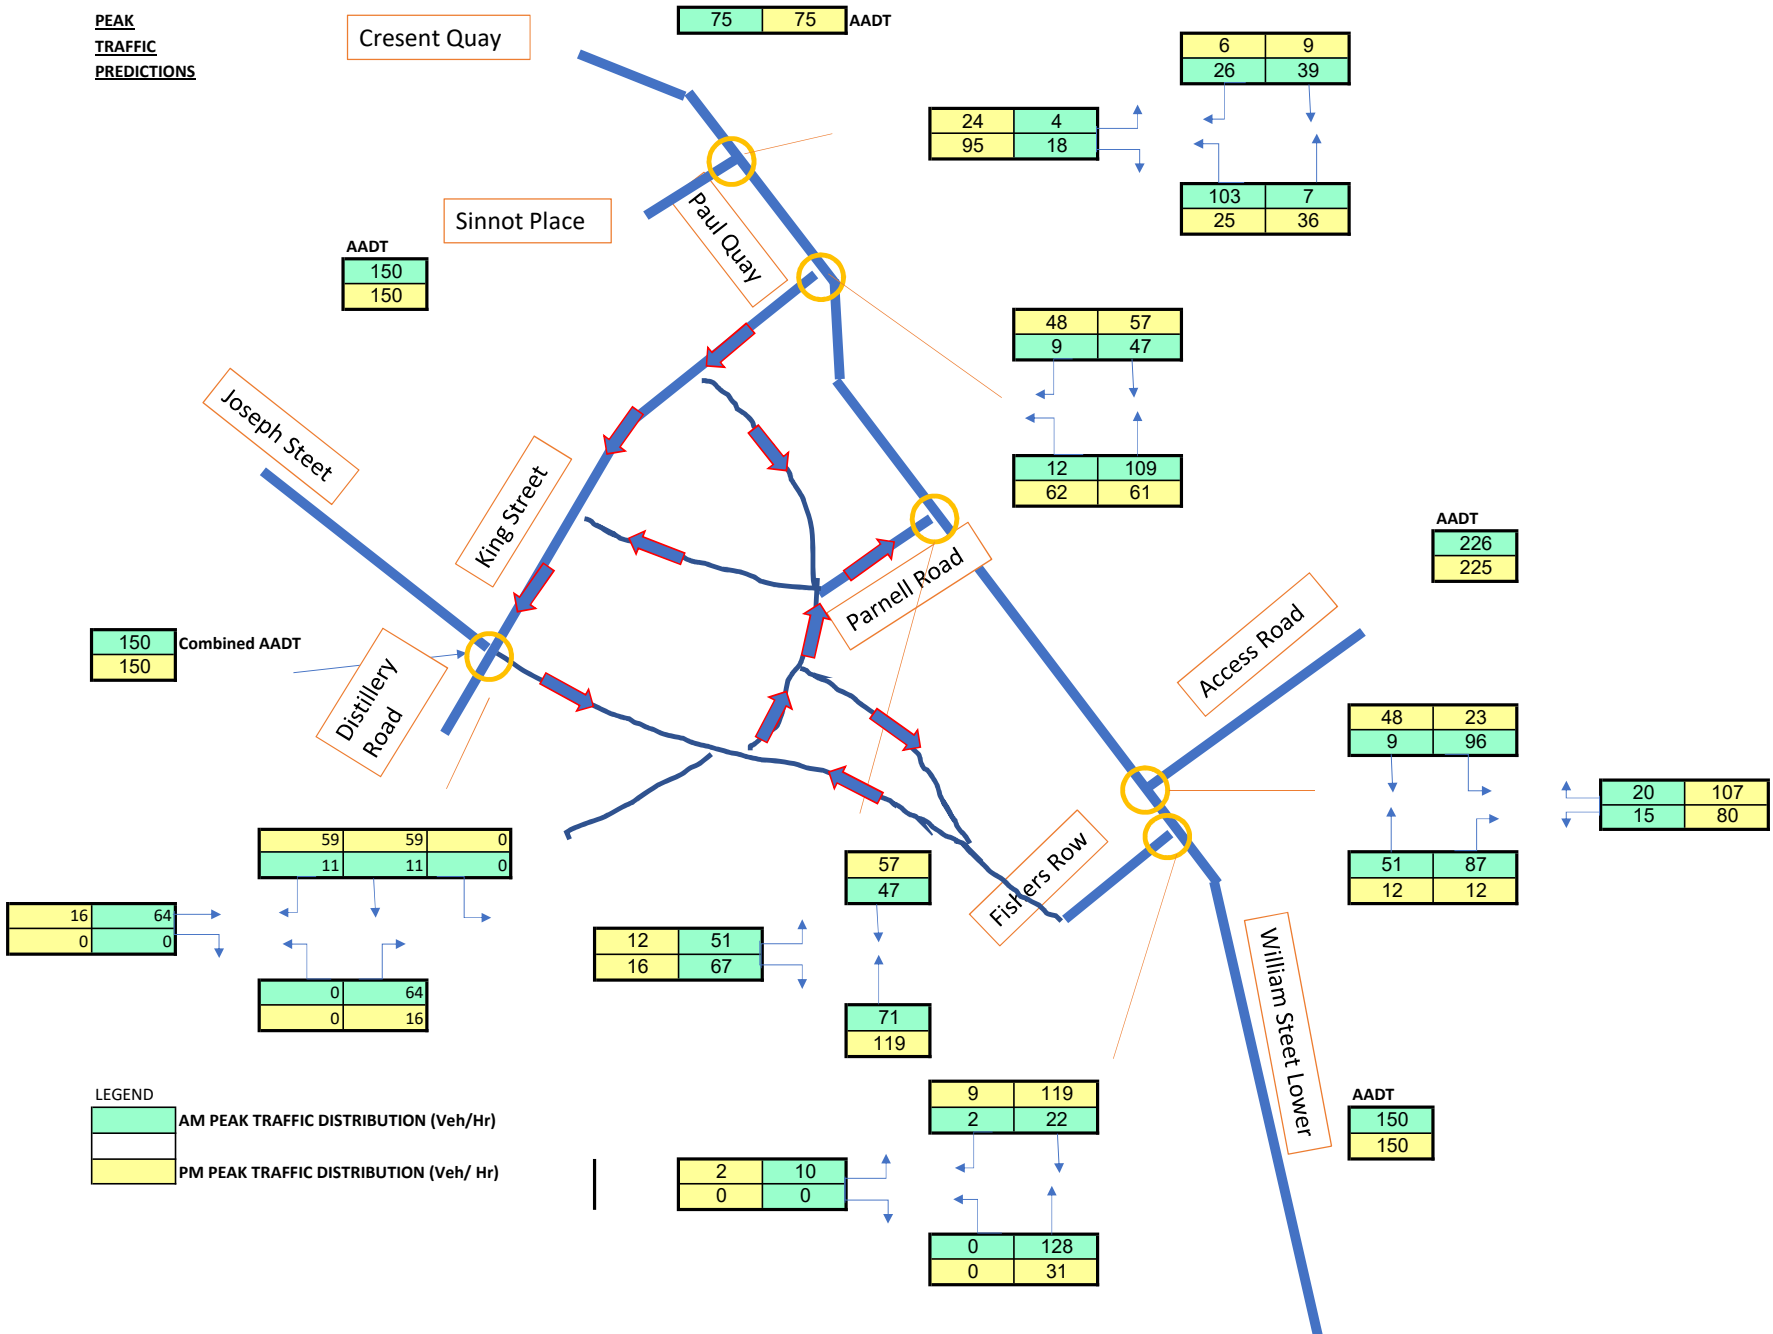 PEAK
TRAFFIC
PREDICTIONS
Cresent Quay
75 75 AADT
6 9
26 39
24 4
95 18
103 7
25 36
Sinnot Place
Paul Quay
AADT
150
150
48 57
9 47
12 109
62 61
Joseph Steet
King Street
Parnell Road
AADT
226
225
Access Road
150 Combined AADT
150
Distillery
Road
48 23
9 96
20 107
15 80
51 87
12 12
59 59 0
11 11 0
16 64
0 0
0 64
0 16
57
47
12 51
16 67
71
119
Fishers Row
William Steet Lower
LEGEND
AM PEAK TRAFFIC DISTRIBUTION (Veh/Hr)
PM PEAK TRAFFIC DISTRIBUTION (Veh/ Hr)
9 119
2 22
2 10
0 0
0 128
0 31
AADT
150
150